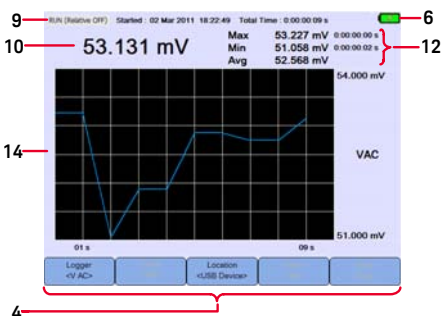 9
RUN (Relative OFF) Started : 02 Mar 2011 18:22:49 Total Time : 0:00:00:09 s
6
10
53.131 mV
Max 53.227 mV 0:00:00:00 s
Min 51.058 mV 0:00:00:02 s
Avg 52.568 mV
12
54.000 mV
14
VAC
51.000 mV
01 s
09 s
Logger
<V AC>
Location
<USB Device>
4